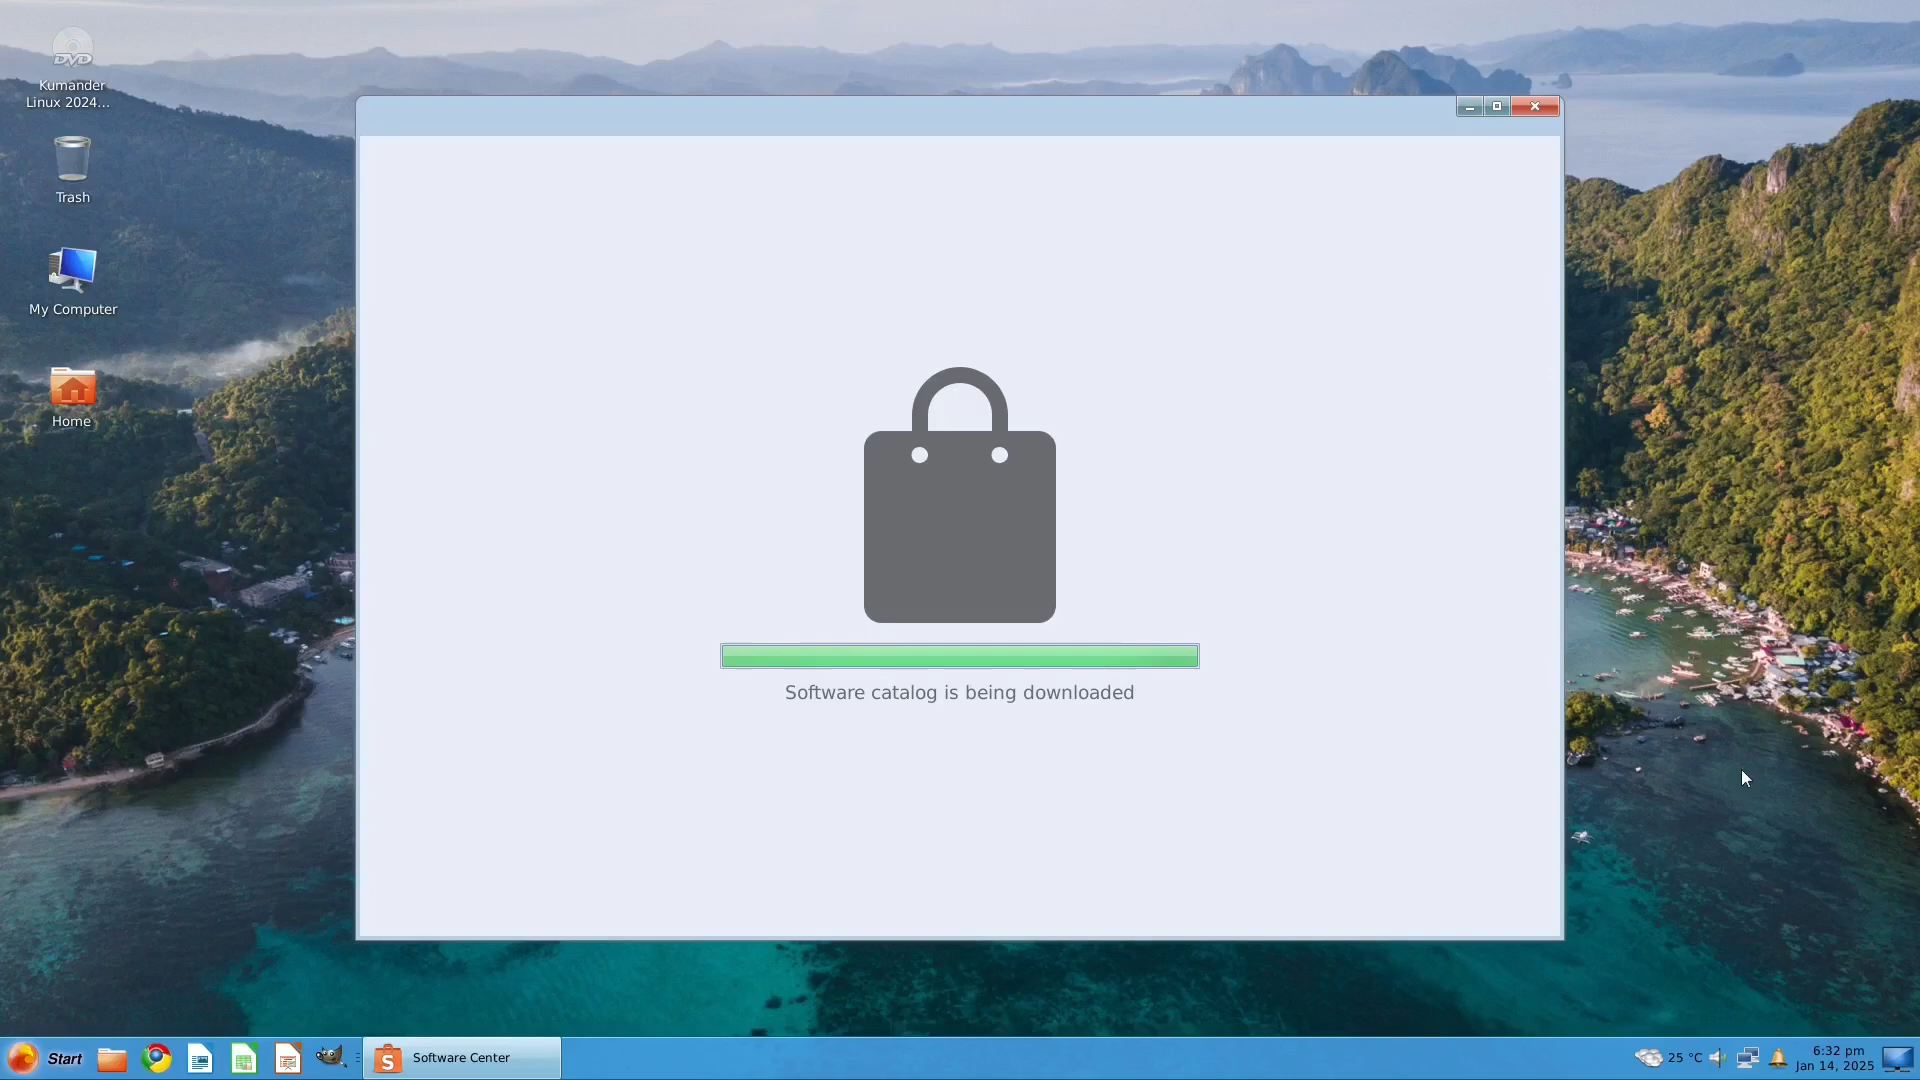 DVD
Kumander
Linux 2024...
Trash
My Computer
Home
Software catalog is being downloaded
Start
S
Software Center
25 °C
6:32 pm
Jan 14, 2025